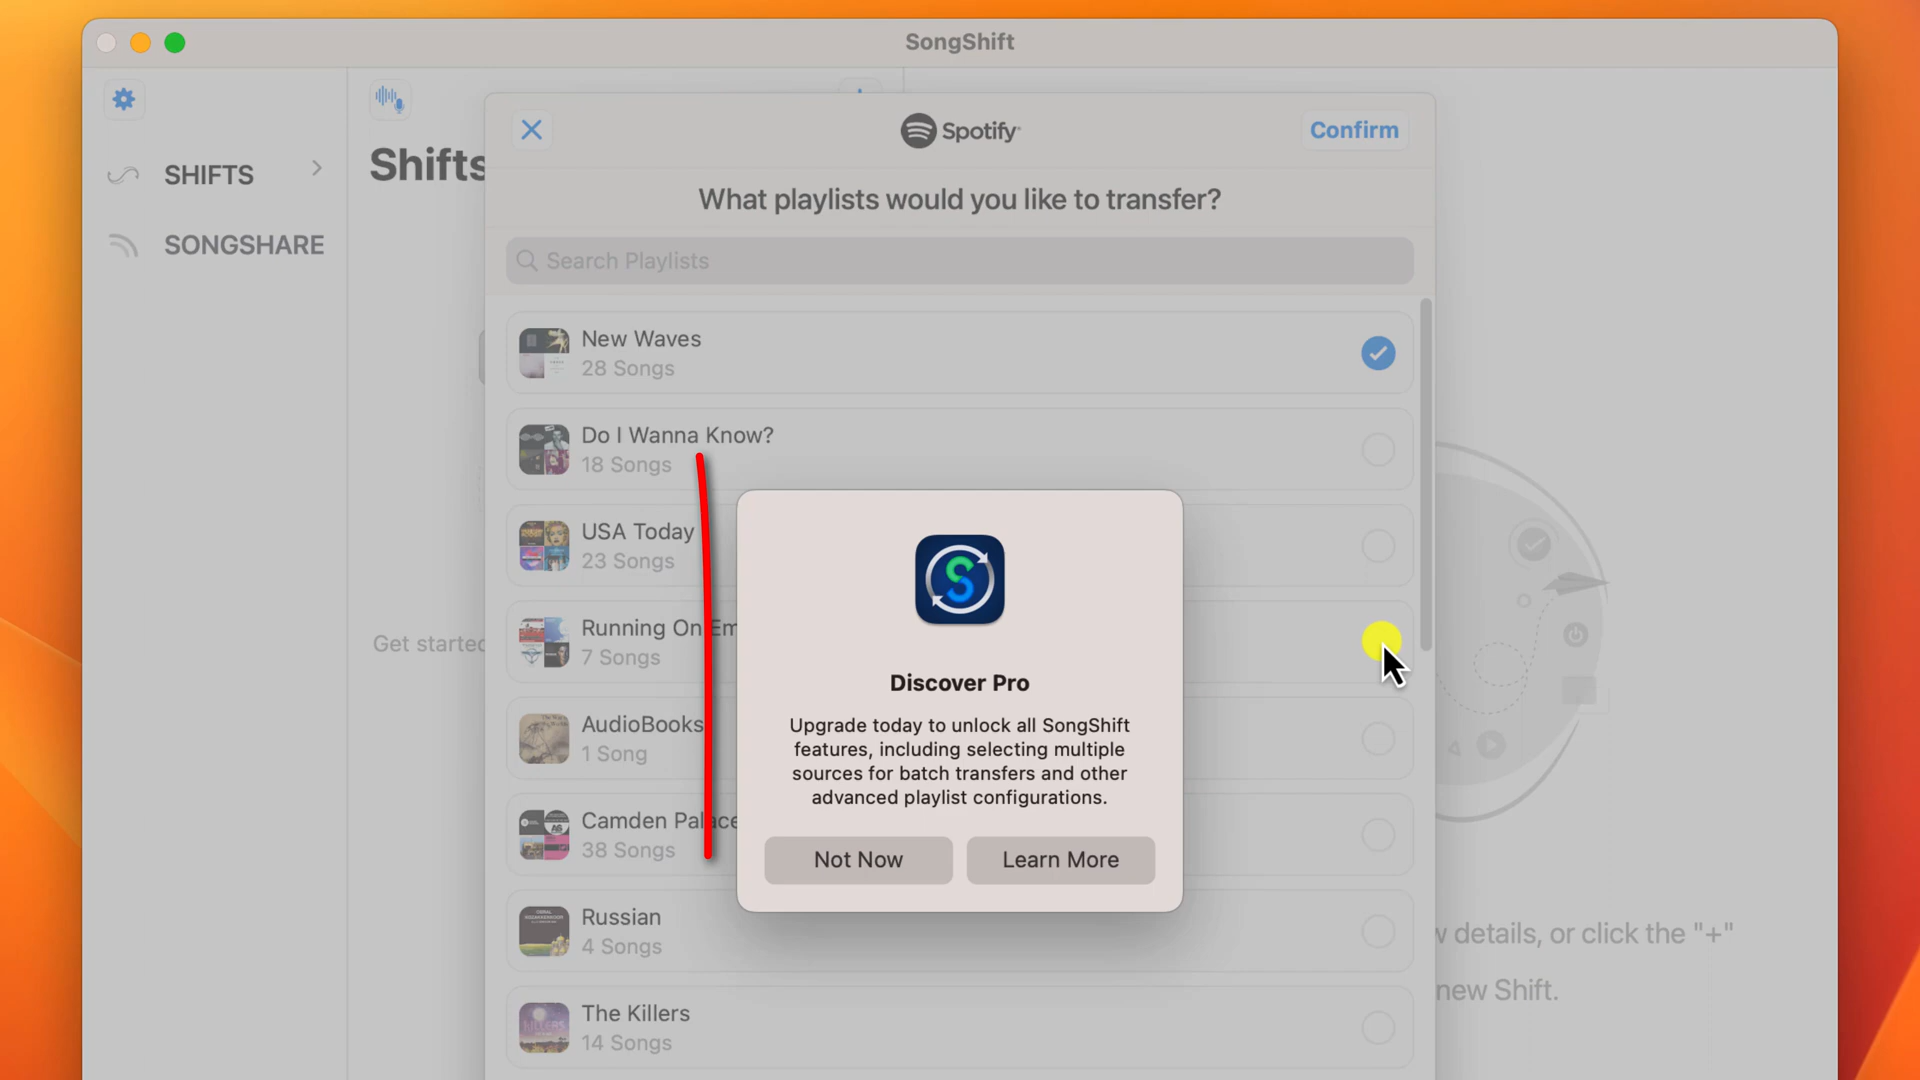 SongShift
SHIFTS
SONGSHARE
Shifts
Get started
Spotify
Confirm
What playlists would you like to transfer?
Search Playlists
New Waves
28 Songs
Do I Wanna Know?
18 Songs
USA Today
23 Songs
Running On Em
7 Songs
AudioBooks
1 Song
Camden Palace
38 Songs
Russian
4 Songs
The Killers
14 Songs
Discover Pro
Upgrade today to unlock all SongShift
features, including selecting multiple
sources for batch transfers and other
advanced playlist configurations.
Not Now
Learn More
details, or click the "+"
new Shift.